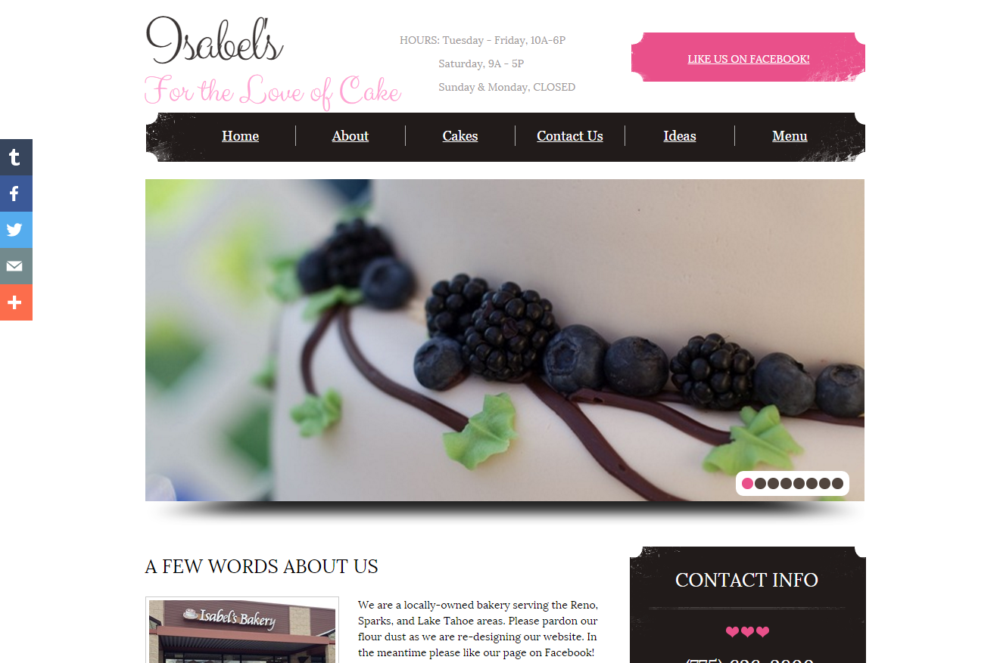 Isabel's
For the Love of Cake
HOURS: Tuesday - Friday, 10A-6P
Saturday, 9A - 5P
Sunday & Monday, CLOSED
LIKE US ON FACEBOOK!
Home
About
Cakes
Contact Us
Ideas
Menu
A FEW WORDS ABOUT US
Isabel's Bakery
We are a locally-owned bakery serving the Reno,
Sparks, and Lake Tahoe areas. Please pardon our
flour dust as we are re-designing our website. In
the meantime please like our page on Facebook!
CONTACT INFO